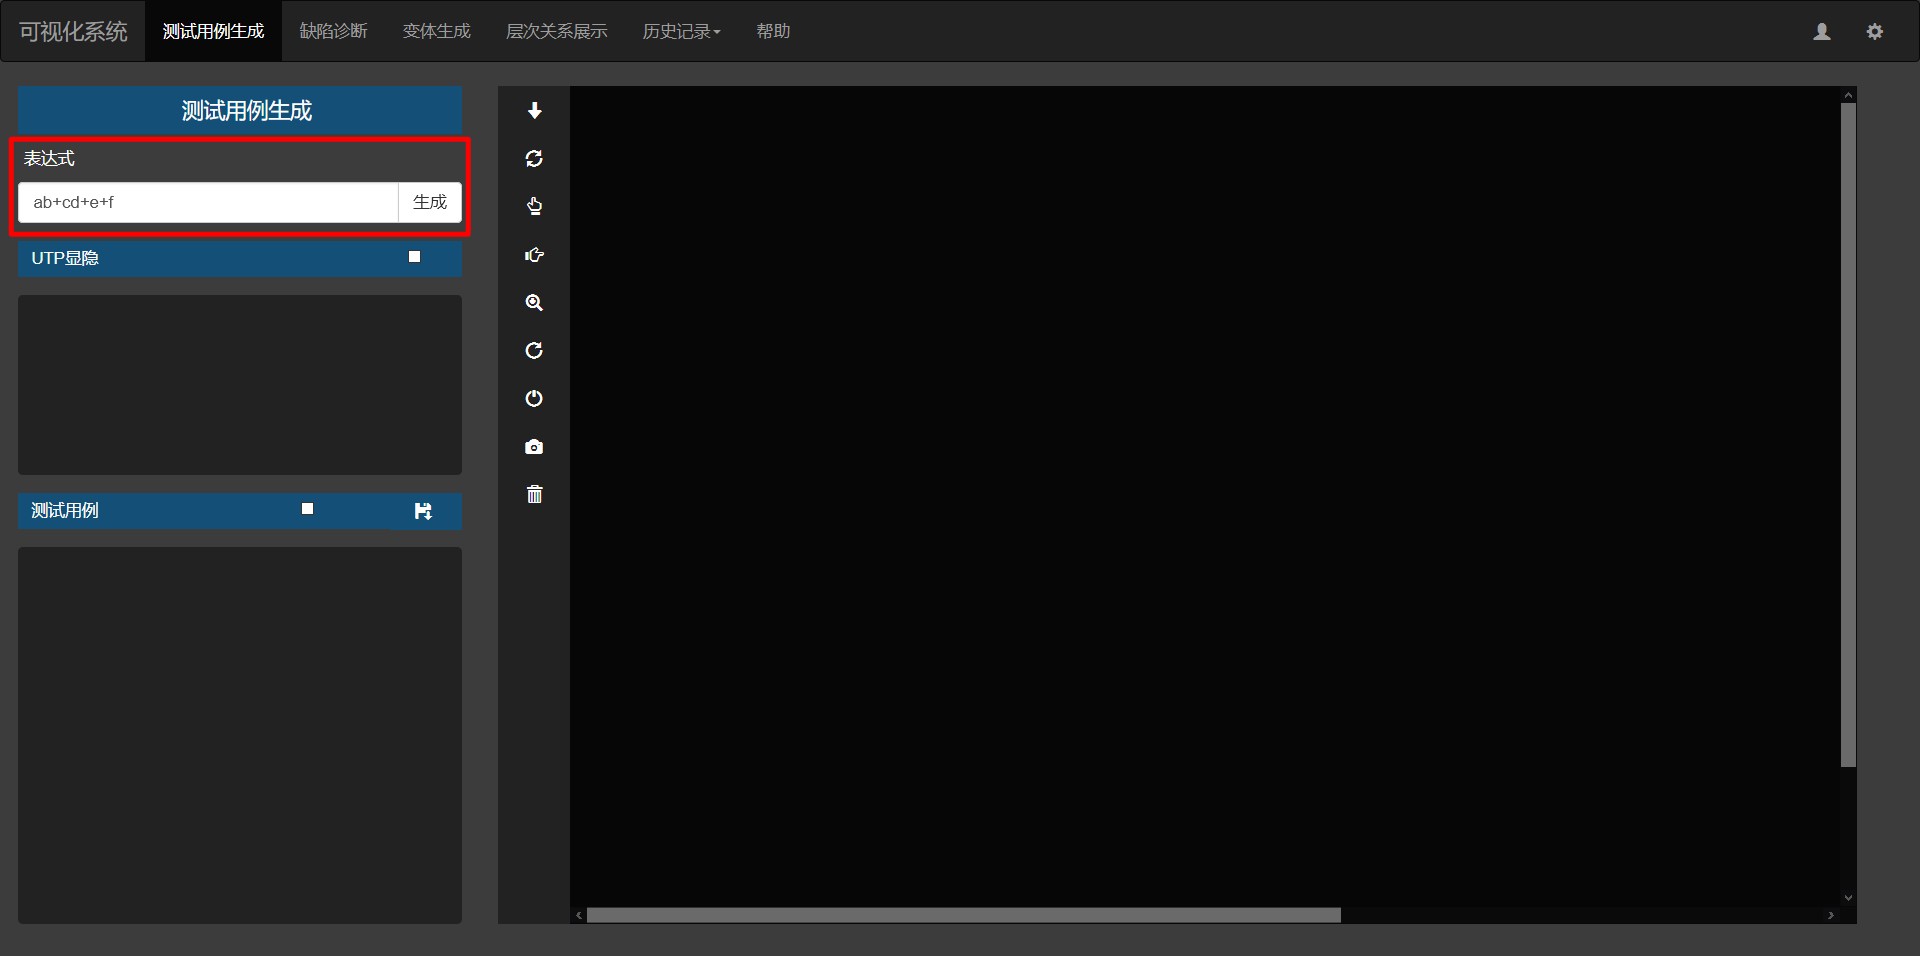 可视化系统 测试用例生成 缺陷诊断 变体生成 层次关系展示 历史记录 帮助
测试用例生成
表达式
ab+cd+e+f 生成
UTP显隐
测试用例